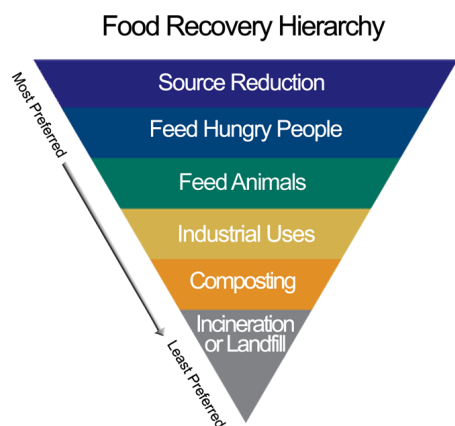 Food Recovery Hierarchy
Most Preferred
Source Reduction
Feed Hungry People
Feed Animals
Industrial Uses
Composting
Incineration
or Landfill
Least Preferred